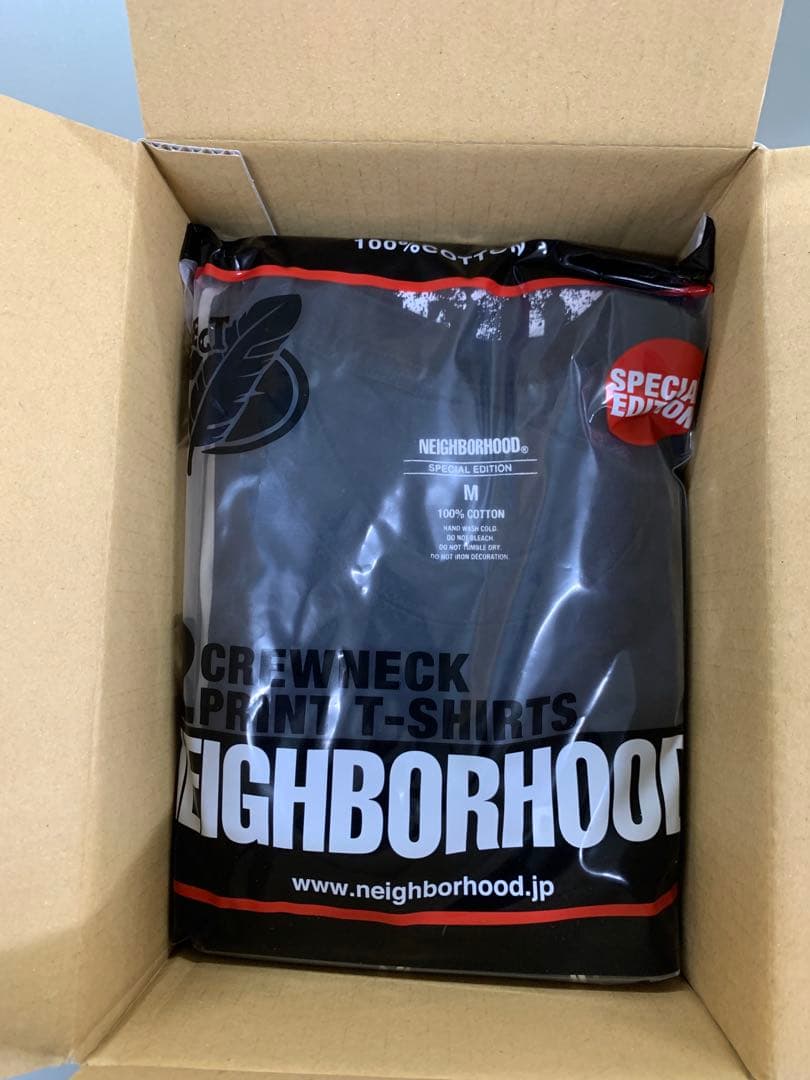 100% COTTON
SPECIAL
EDITION
NEIGHBORHOOD®
SPECIAL EDITION
M
100% COTTON
HAND WASH COLD.
DO NOT BLEACH.
DO NOT TUMBLE DRY.
DO NOT IRON DECORATION.
2 CREWNECK
PRINT T-SHIRTS
NEIGHBORHOOD
www.neighborhood.jp